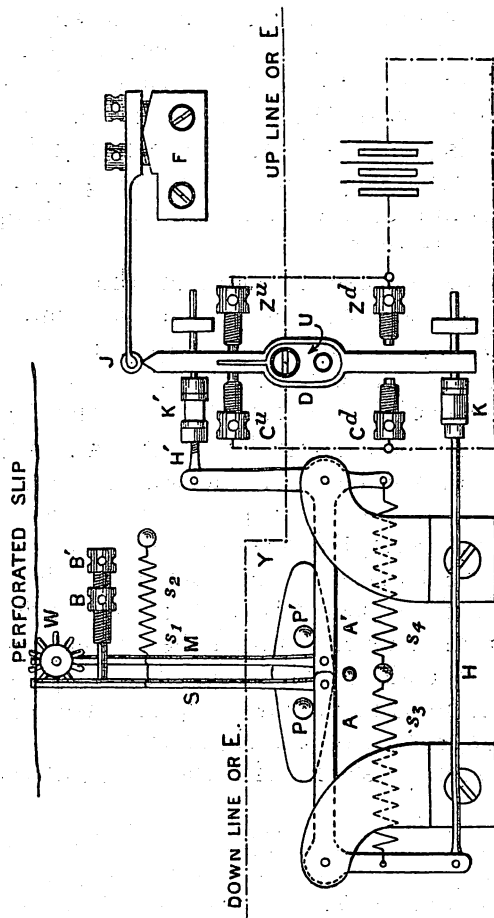 PERFORATED SLIP
W
B B'
S M
S1 S2
J
F
H' K'
Cᵘ Zᵘ
UP LINE OR E.
DOWN LINE OR E.
Y
D U
P P'
A A'
Cᵈ Zᵈ
S3 S4
H
K